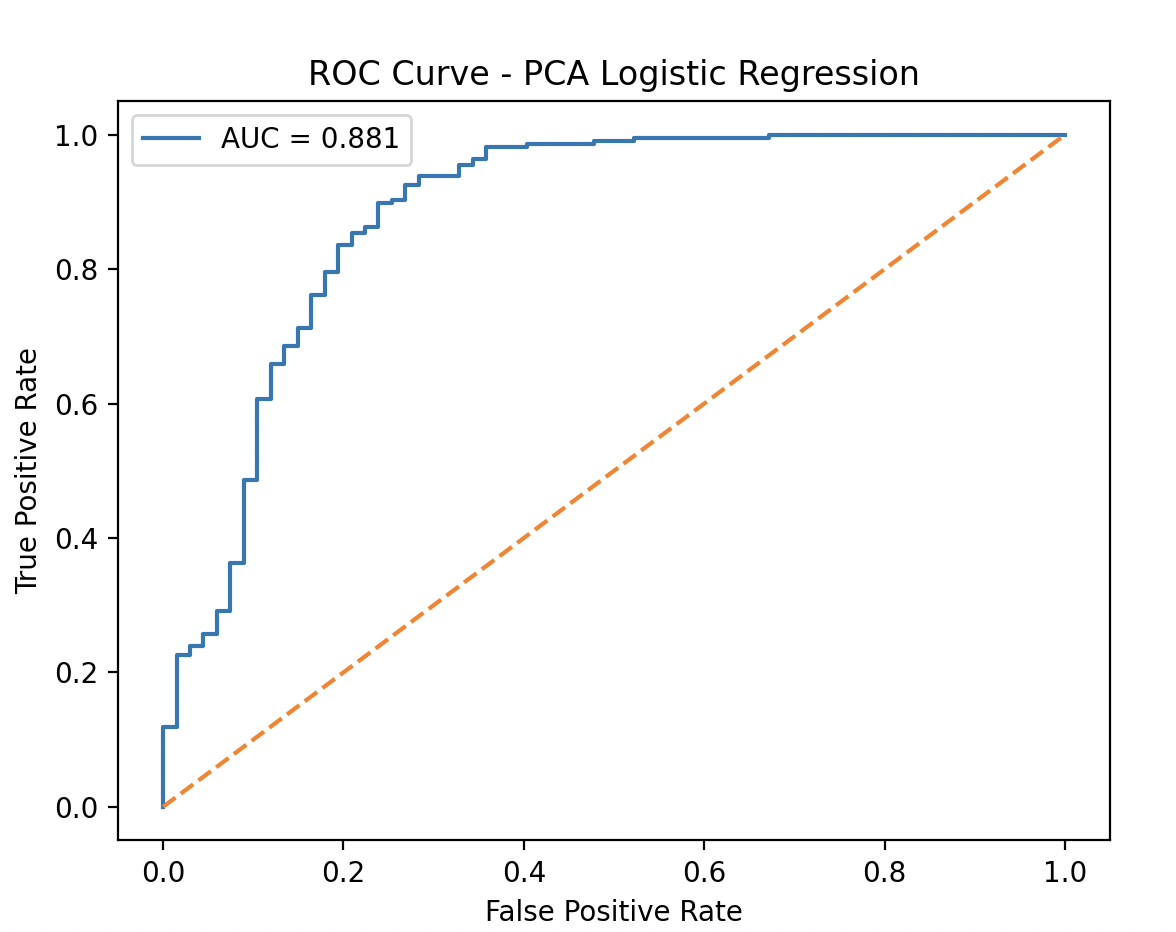 ROC Curve - PCA Logistic Regression
AUC = 0.881
1.0
0.8
0.6
0.4
0.2
0.0
True Positive Rate
0.0 0.2 0.4 0.6 0.8 1.0
False Positive Rate